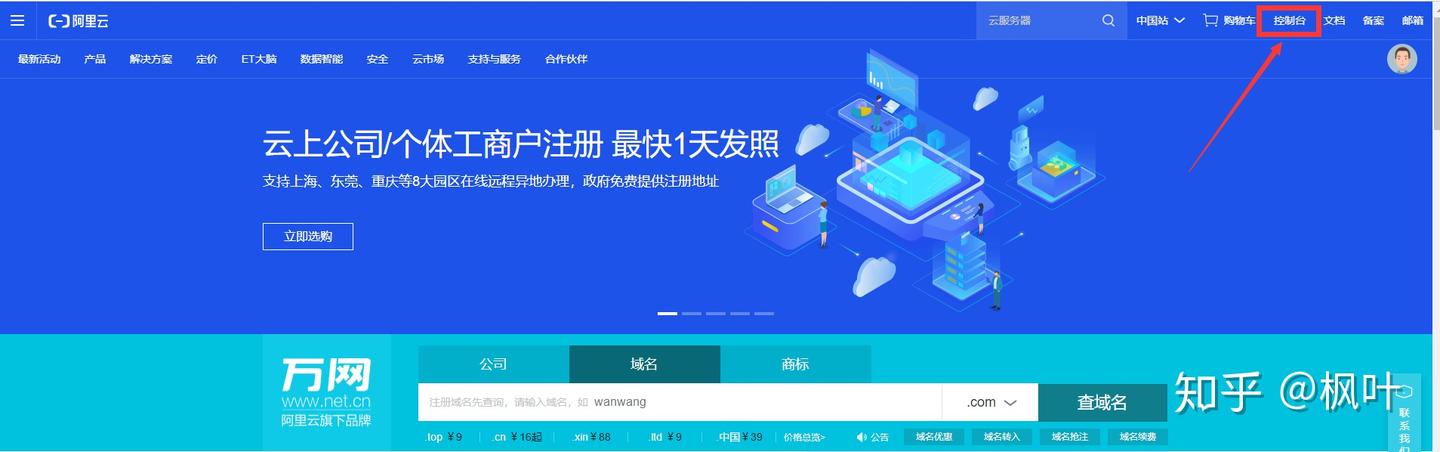 阿里云
云服务器
中国站
购物车
控制台
文档
备案
邮箱
最新活动
产品
解决方案
定价
ET大脑
数据智能
安全
云市场
支持与服务
合作伙伴
云上公司/个体工商户注册 最快1天发照
支持上海、东莞、重庆等8大园区在线远程异地办理，政府免费提供注册地址
立即选购
万网
www.net.cn
阿里云旗下品牌
公司
域名
商标
注册域名先查询，请输入域名，如 wanwang
.com
查域名
.top ¥9
.cn ¥16起
.xin ¥88
.ltd ¥9
.中国 ¥39
价格总览>
公告
域名优惠
域名转入
域名抢注
域名续费
知乎 @枫叶
联系我们